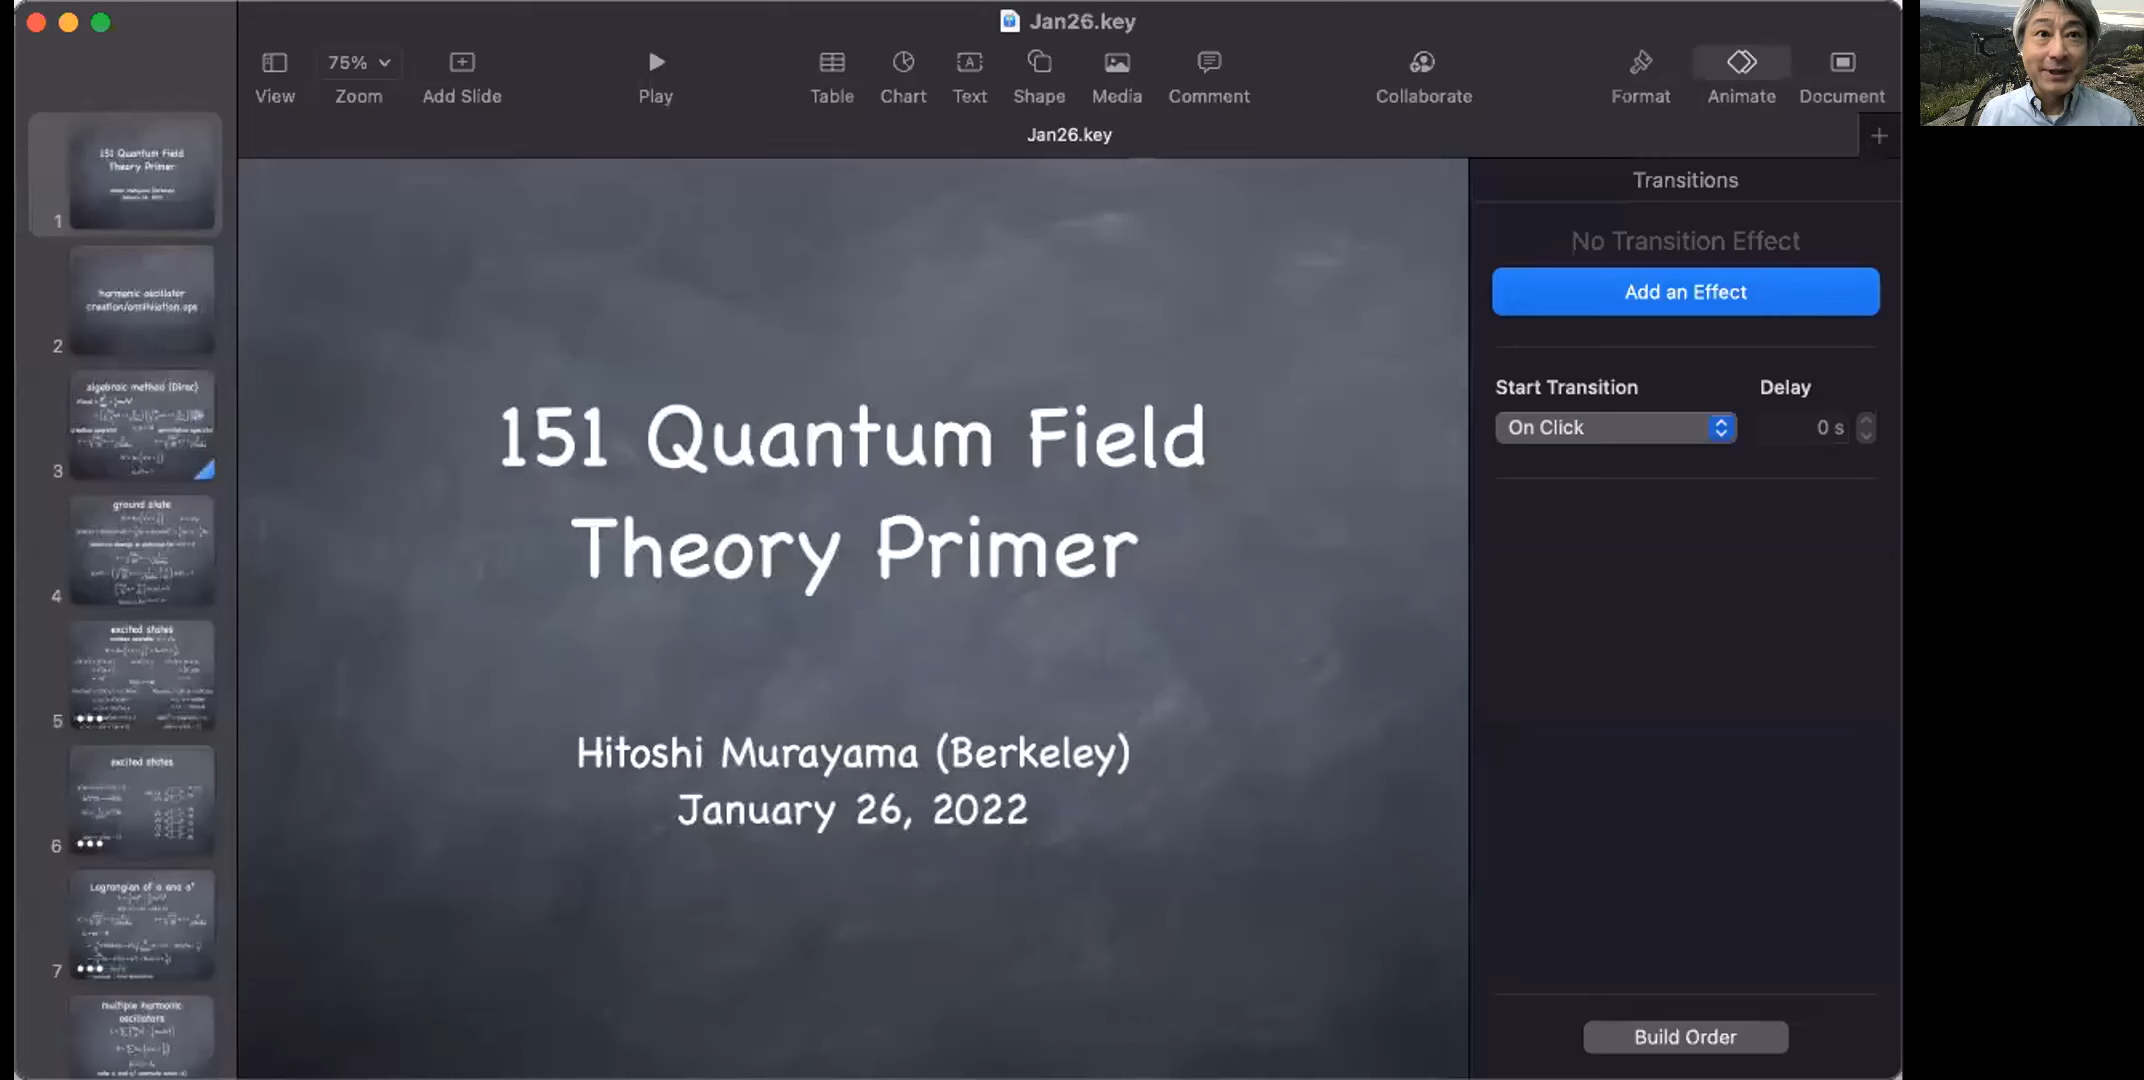 Jan26.key
View
75%
Zoom
Add Slide
Play
Table
Chart
Text
Shape
Media
Comment
Collaborate
Format
Animate
Document
Jan26.key
151 Quantum Field
Theory Primer
1
harmonic oscillator
creation/annihilation ops
2
algebraic method (Dirac)
3
ground state
4
excited states
5
excited states
6
Lagrangian of a and a†
7
multiple harmonic
oscillators
151 Quantum Field
Theory Primer
Hitoshi Murayama (Berkeley)
January 26, 2022
Transitions
No Transition Effect
Add an Effect
Start Transition
Delay
On Click
0 s
Build Order